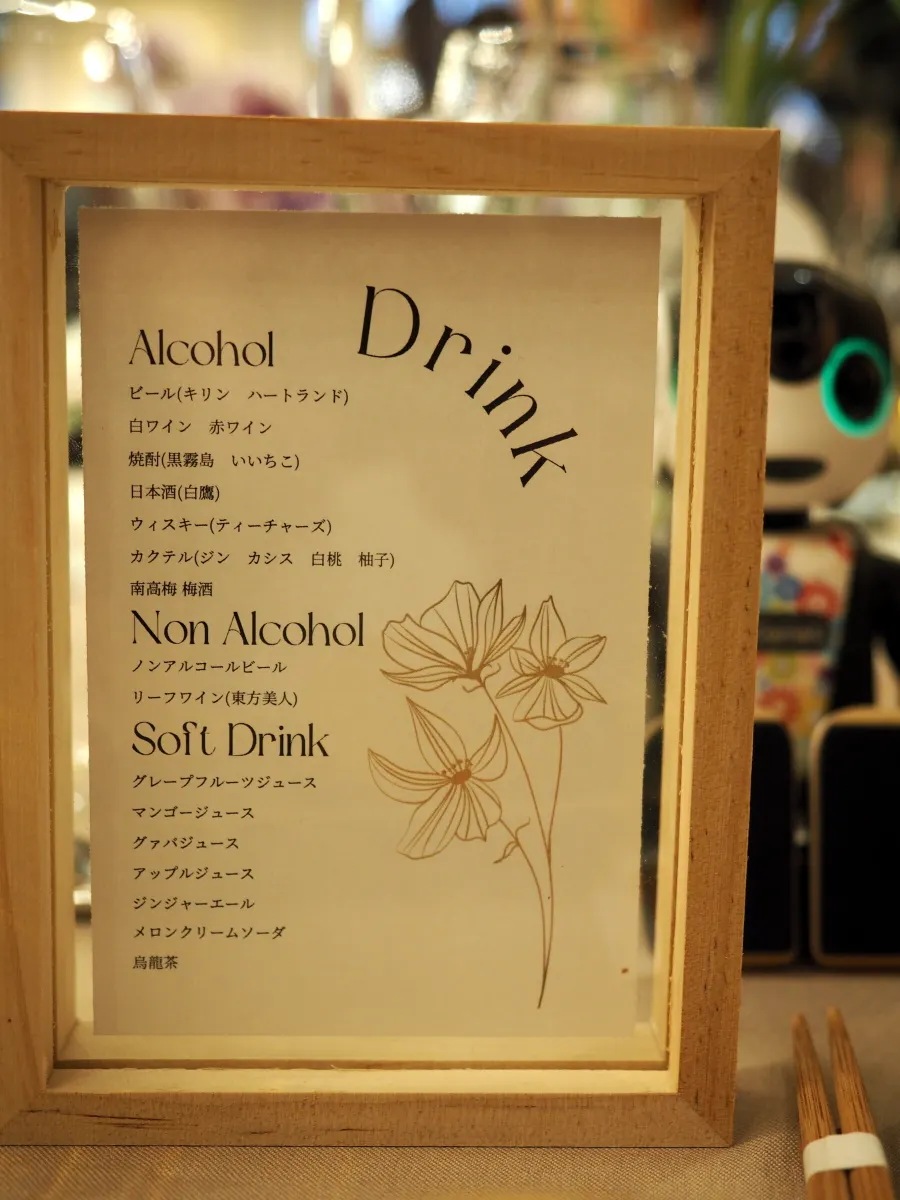 Drink
Alcohol
ビール(キリン　ハートランド)
白ワイン　赤ワイン
焼酎(黒霧島　いいちこ)
日本酒(白鷹)
ウィスキー(ティーチャーズ)
カクテル(ジン　カシス　白桃　柚子)
南高梅 梅酒
Non Alcohol
ノンアルコールビール
リーフワイン(東方美人)
Soft Drink
グレープフルーツジュース
マンゴージュース
グァバジュース
アップルジュース
ジンジャーエール
メロンクリームソーダ
烏龍茶